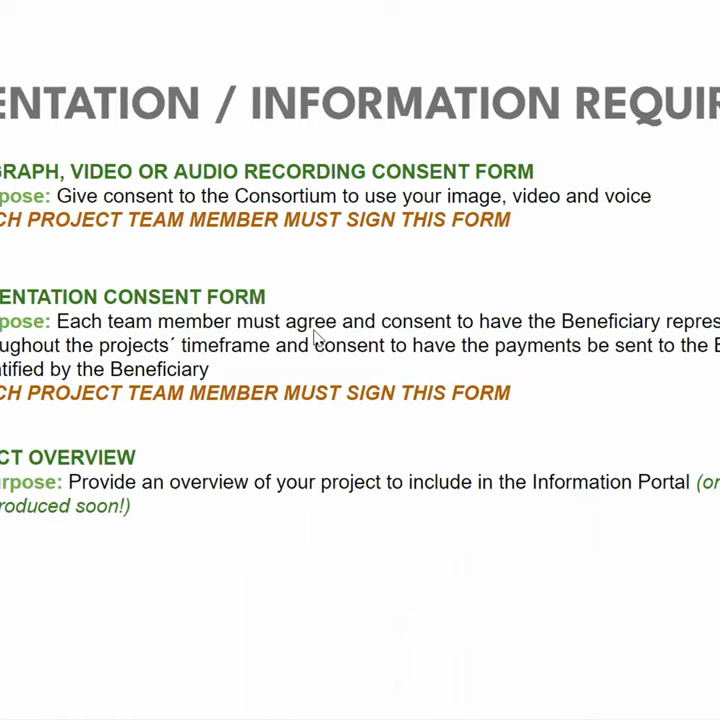 ENTATION / INFORMATION REQUIR
GRAPH, VIDEO OR AUDIO RECORDING CONSENT FORM
pose: Give consent to the Consortium to use your image, video and voice
CH PROJECT TEAM MEMBER MUST SIGN THIS FORM
ENTATION CONSENT FORM
pose: Each team member must agree and consent to have the Beneficiary repres
ughout the projects´ timeframe and consent to have the payments be sent to the B
tified by the Beneficiary
CH PROJECT TEAM MEMBER MUST SIGN THIS FORM
CT OVERVIEW
rpose: Provide an overview of your project to include in the Information Portal (or
roduced soon!)